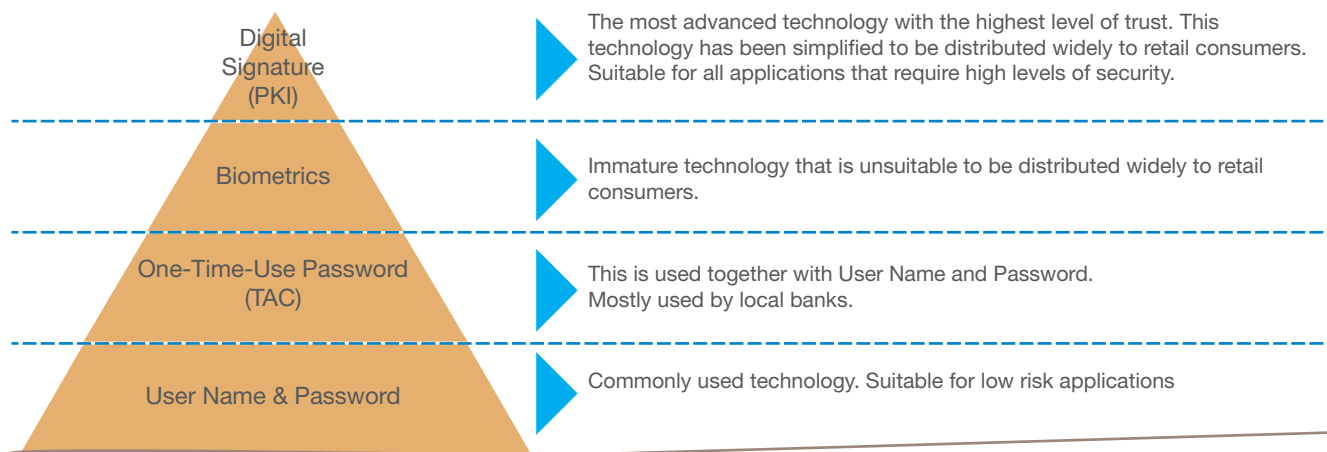 Digital
Signature
(PKI)
The most advanced technology with the highest level of trust. This
technology has been simplified to be distributed widely to retail consumers.
Suitable for all applications that require high levels of security.
Biometrics
Immature technology that is unsuitable to be distributed widely to retail
consumers.
One-Time-Use Password
(TAC)
This is used together with User Name and Password.
Mostly used by local banks.
User Name & Password
Commonly used technology. Suitable for low risk applications